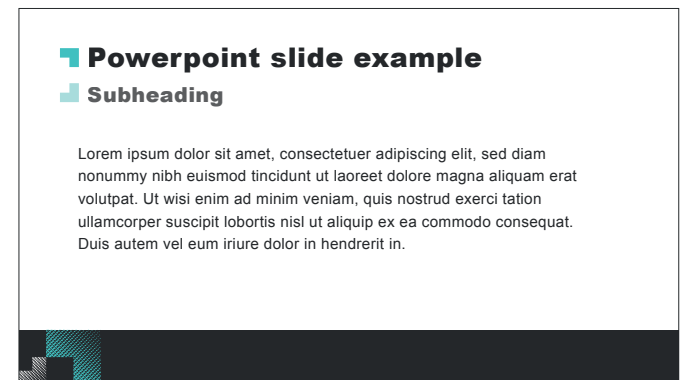 Powerpoint slide example
Subheading
Lorem ipsum dolor sit amet, consectetuer adipiscing elit, sed diam
nonummy nibh euismod tincidunt ut laoreet dolore magna aliquam erat
volutpat. Ut wisi enim ad minim veniam, quis nostrud exerci tation
ullamcorper suscipit lobortis nisl ut aliquip ex ea commodo consequat.
Duis autem vel eum iriure dolor in hendrerit in.